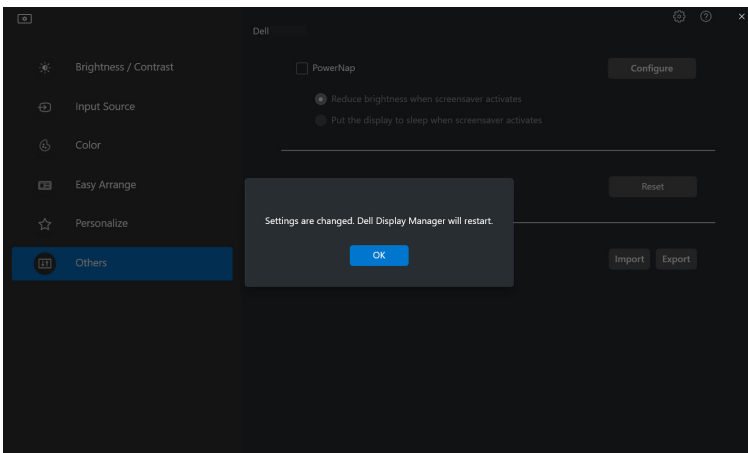 Dell
Brightness / Contrast
Input Source
Color
Easy Arrange
Personalize
Others
PowerNap
Configure
Reduce brightness when screensaver activates
Put the display to sleep when screensaver activates
Reset
Settings are changed. Dell Display Manager will restart.
OK
Import
Export